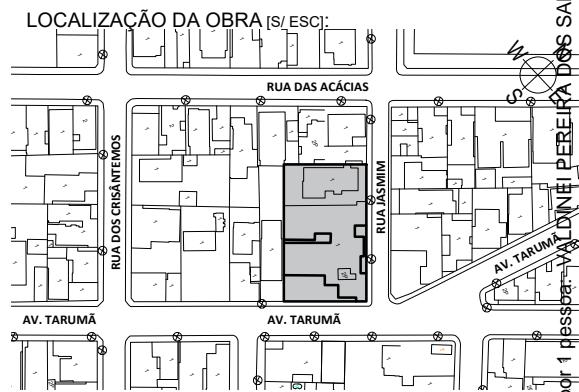 LOCALIZAÇÃO DA OBRA [S/ ESC]:
RUA DAS ACÁCIAS
W
S
RUA DOS CRISÂNTEMOS
RUA JASMIM
AV. TARUMÃ
AV. TARUMÃ
AV. TARUMÃ
por 1 pessoa: VALDINEI PEREIRA DOS